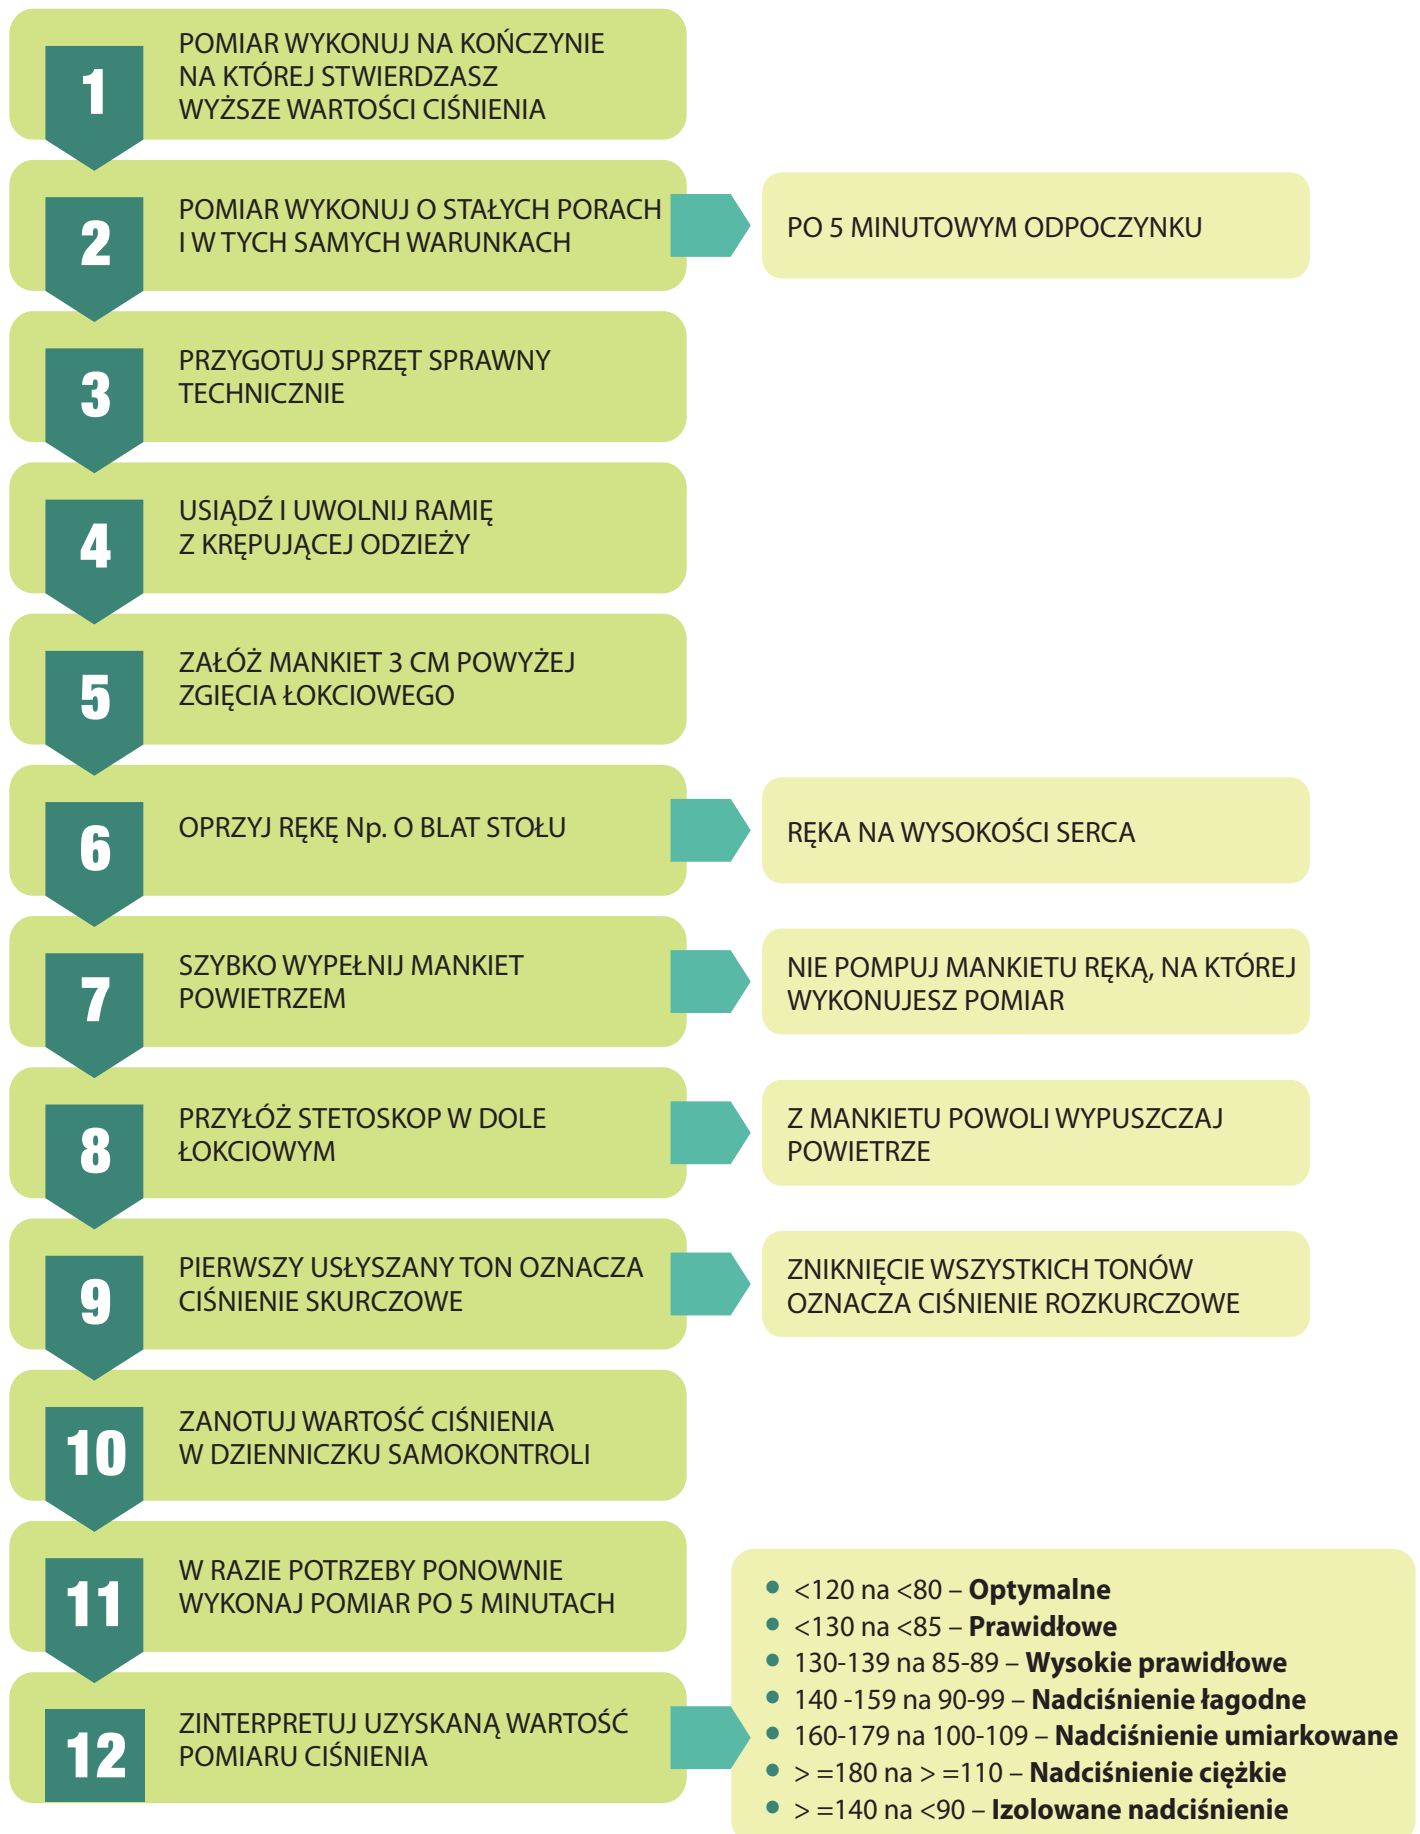 1
POMIAR WYKONUJ NA KOŃCZYNIE
NA KTÓREJ STWIERDZASZ
WYŻSZE WARTOŚCI CIŚNIENIA
2
POMIAR WYKONUJ O STAŁYCH PORACH
I W TYCH SAMYCH WARUNKACH
PO 5 MINUTOWYM ODPOCZYNKU
3
PRZYGOTUJ SPRZĘT SPRAWNY
TECHNICZNIE
4
USIĄDŹ I UWOLNIJ RAMIĘ
Z KRĘPUJĄCEJ ODZIEŻY
5
ZAŁÓŻ MANKIET 3 CM POWYŻEJ
ZGIĘCIA ŁOKCIOWEGO
6
OPRZYJ RĘKĘ Np. O BLAT STOŁU
RĘKA NA WYSOKOŚCI SERCA
7
SZYBKO WYPEŁNIJ MANKIET
POWIETRZEM
NIE POMPUJ MANKIETU RĘKĄ, NA KTÓREJ
WYKONUJESZ POMIAR
8
PRZYŁÓŻ STETOSKOP W DOLE
ŁOKCIOWYM
Z MANKIETU POWOLI WYPUSZCZAJ
POWIETRZE
9
PIERWSZY USŁYSZANY TON OZNACZA
CIŚNIENIE SKURCZOWE
ZNIKNIĘCIE WSZYSTKICH TONÓW
OZNACZA CIŚNIENIE ROZKURCZOWE
10
ZANOTUJ WARTOŚĆ CIŚNIENIA
W DZIENNICZKU SAMOKONTROLI
11
W RAZIE POTRZEBY PONOWNIE
WYKONAJ POMIAR PO 5 MINUTACH
12
ZINTERPRETUJ UZYSKANĄ WARTOŚĆ
POMIARU CIŚNIENIA
• <120 na <80 – Optymalne
• <130 na <85 – Prawidłowe
• 130-139 na 85-89 – Wysokie prawidłowe
• 140 -159 na 90-99 – Nadciśnienie łagodne
• 160-179 na 100-109 – Nadciśnienie umiarkowane
• > =180 na > =110 – Nadciśnienie ciężkie
• > =140 na <90 – Izolowane nadciśnienie